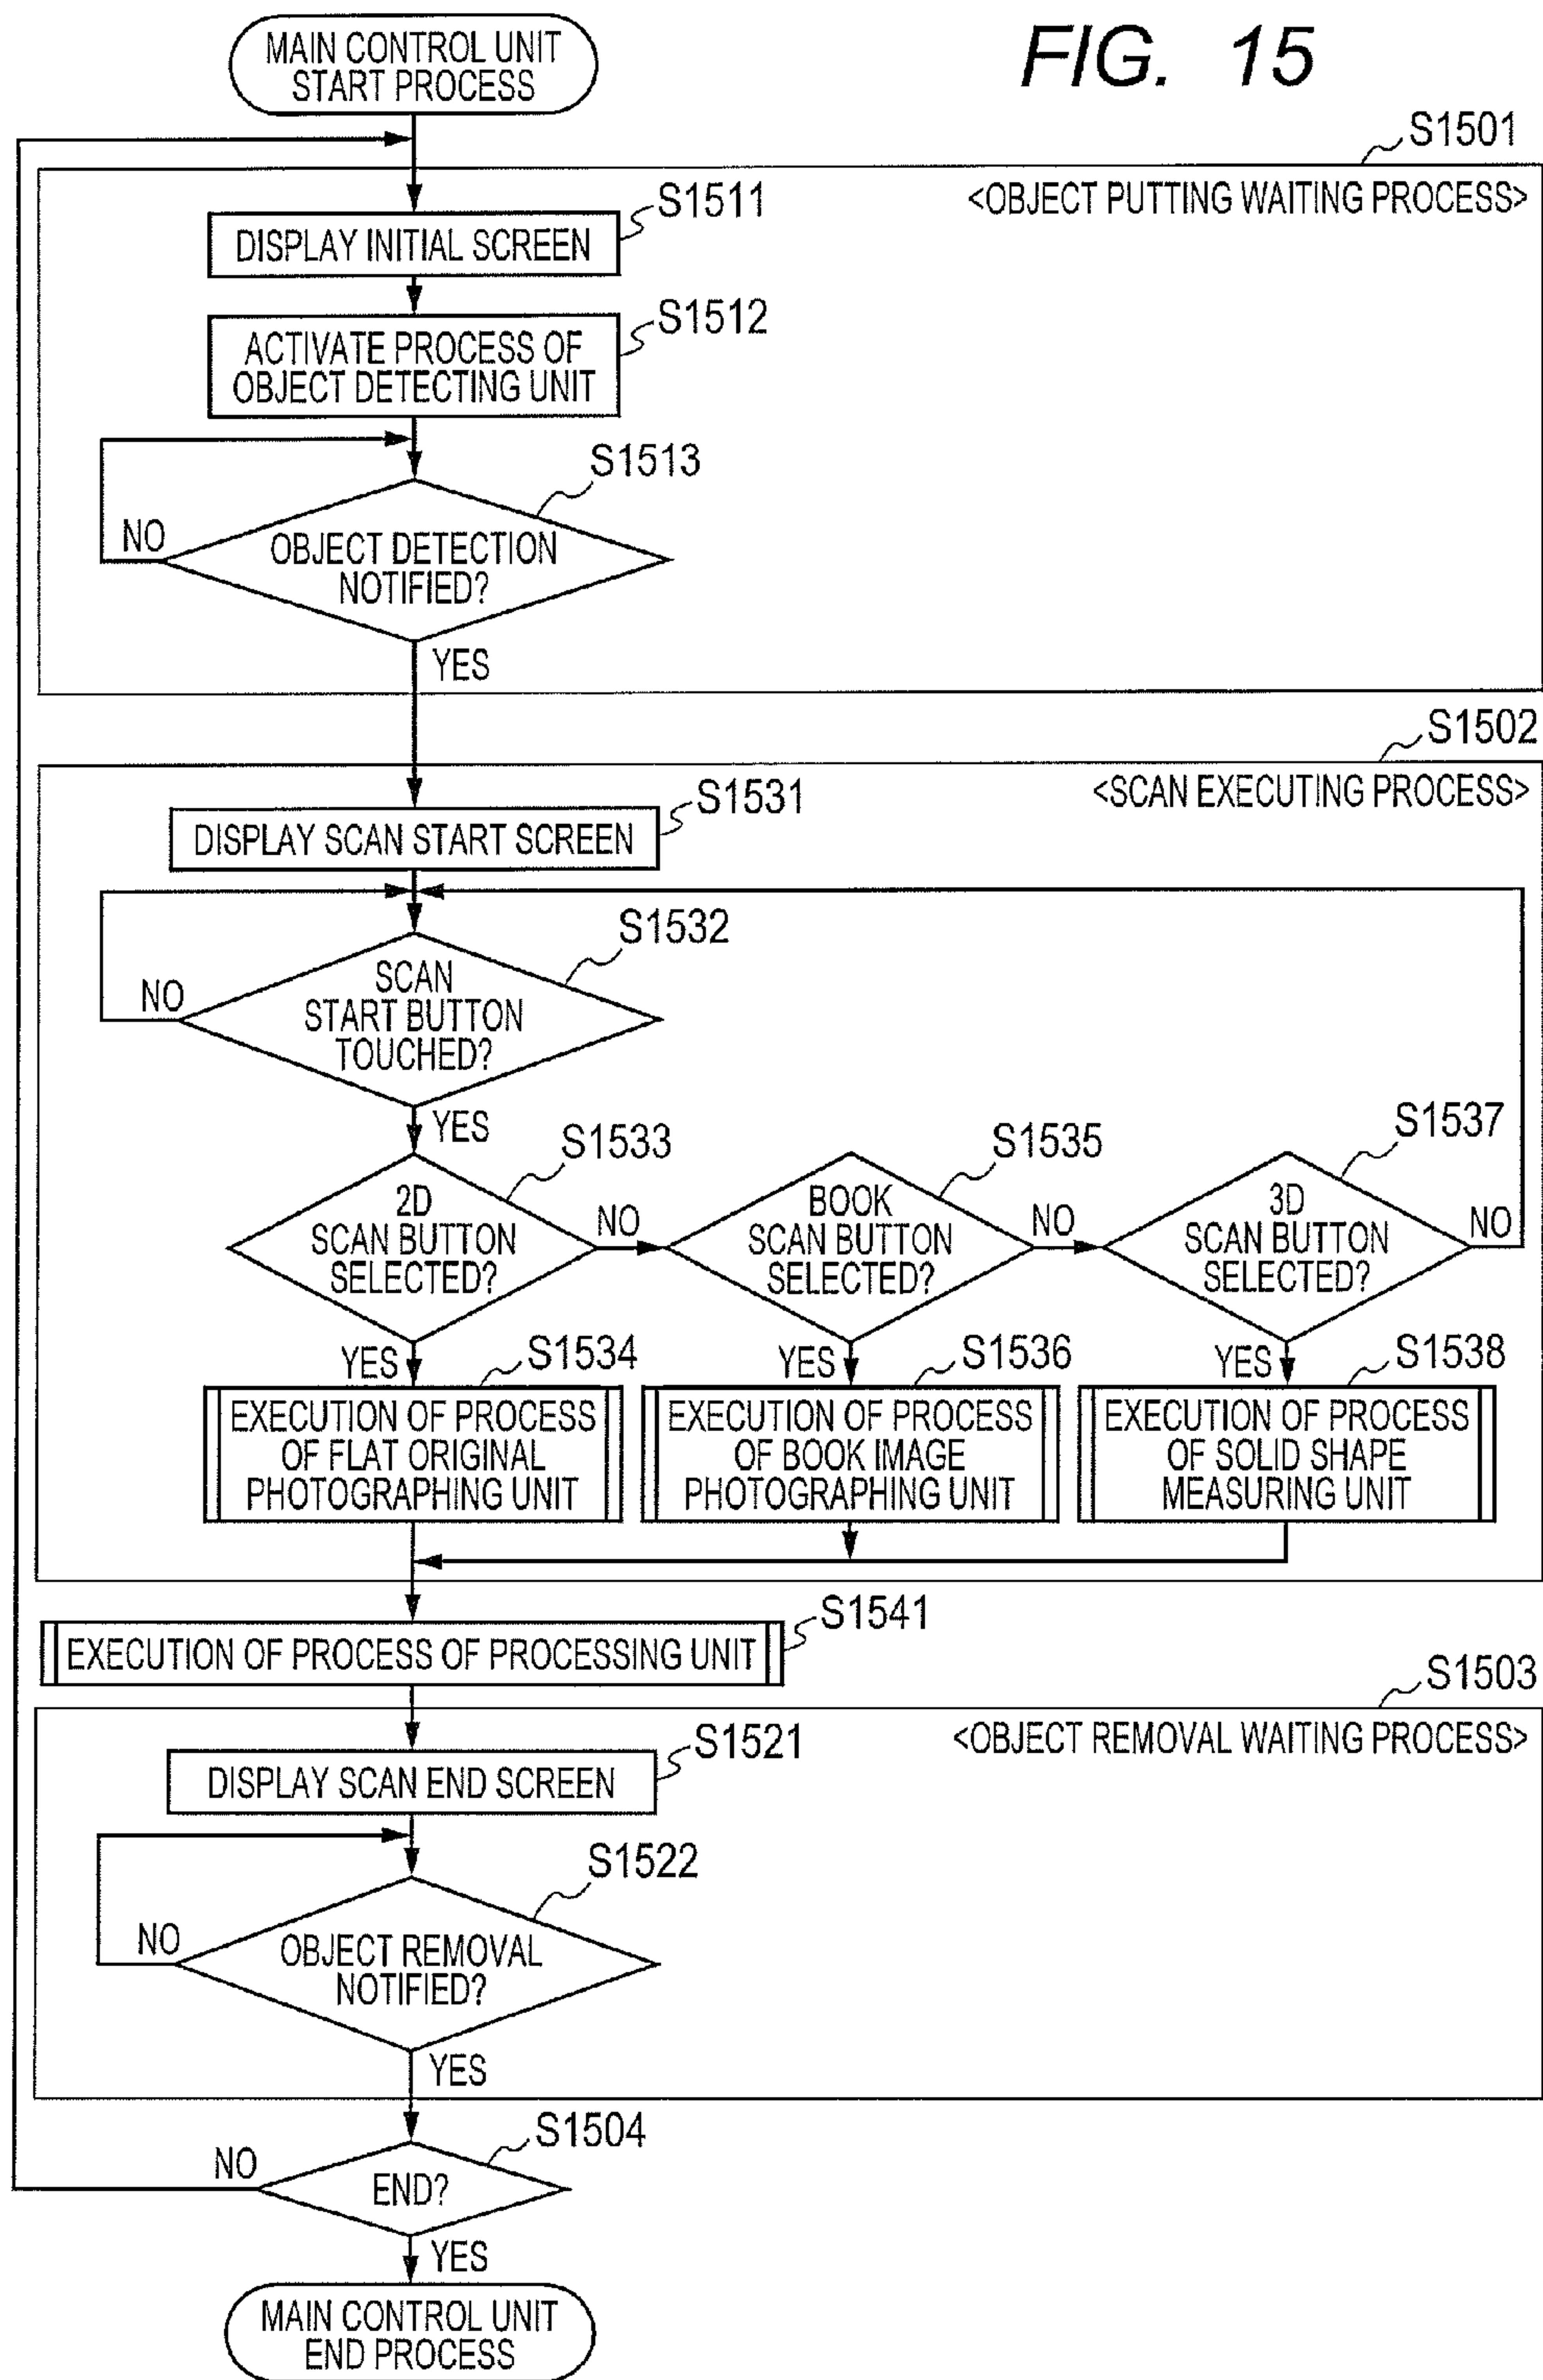 FIG. 15
MAIN CONTROL UNIT
START PROCESS
S1501
<OBJECT PUTTING WAITING PROCESS>
S1511
DISPLAY INITIAL SCREEN
S1512
ACTIVATE PROCESS OF
OBJECT DETECTING UNIT
S1513
NO
OBJECT DETECTION
NOTIFIED?
YES
S1502
<SCAN EXECUTING PROCESS>
S1531
DISPLAY SCAN START SCREEN
S1532
NO
SCAN
START BUTTON
TOUCHED?
YES
S1533
2D
SCAN BUTTON
SELECTED?
NO
S1535
BOOK
SCAN BUTTON
SELECTED?
NO
S1537
3D
SCAN BUTTON
SELECTED?
NO
YES
S1534
EXECUTION OF PROCESS
OF FLAT ORIGINAL
PHOTOGRAPHING UNIT
YES
S1536
EXECUTION OF PROCESS
OF BOOK IMAGE
PHOTOGRAPHING UNIT
YES
S1538
EXECUTION OF PROCESS
OF SOLID SHAPE
MEASURING UNIT
S1541
EXECUTION OF PROCESS OF PROCESSING UNIT
S1503
<OBJECT REMOVAL WAITING PROCESS>
S1521
DISPLAY SCAN END SCREEN
S1522
NO
OBJECT REMOVAL
NOTIFIED?
YES
S1504
NO
END?
YES
MAIN CONTROL UNIT
END PROCESS